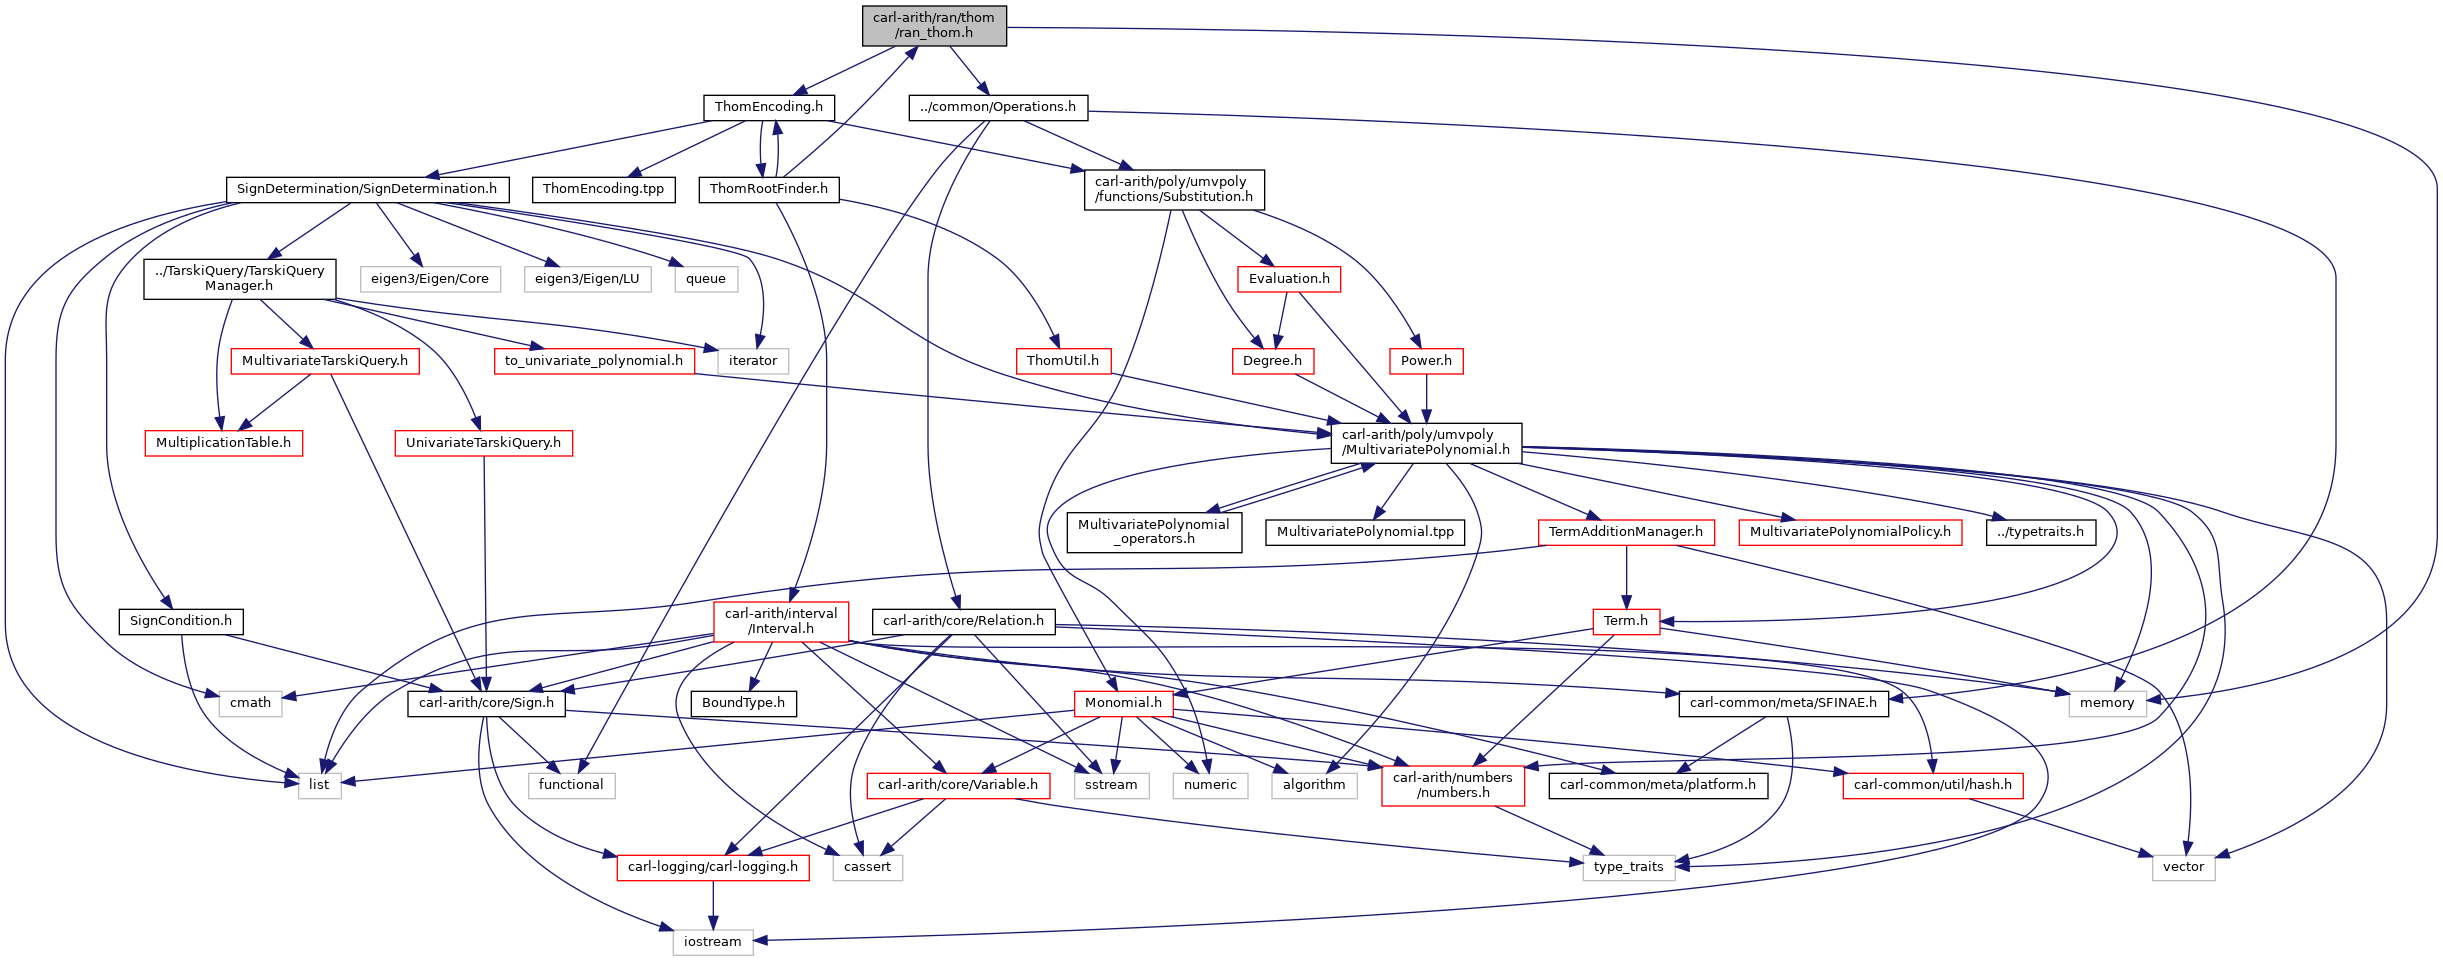 carl-arith/ran/thom
/ran_thom.h
ThomEncoding.h
../common/Operations.h
SignDetermination/SignDetermination.h
ThomEncoding.tpp
ThomRootFinder.h
carl-arith/poly/umvpoly
/functions/Substitution.h
../TarskiQuery/TarskiQuery
Manager.h
eigen3/Eigen/Core
eigen3/Eigen/LU
queue
Evaluation.h
MultivariateTarskiQuery.h
to_univariate_polynomial.h
iterator
ThomUtil.h
Degree.h
Power.h
MultiplicationTable.h
UnivariateTarskiQuery.h
carl-arith/poly/umvpoly
/MultivariatePolynomial.h
MultivariatePolynomial
_operators.h
MultivariatePolynomial.tpp
TermAdditionManager.h
MultivariatePolynomialPolicy.h
../typetraits.h
SignCondition.h
carl-arith/interval
/Interval.h
carl-arith/core/Relation.h
Term.h
cmath
carl-arith/core/Sign.h
BoundType.h
Monomial.h
carl-common/meta/SFINAE.h
memory
list
functional
carl-arith/core/Variable.h
sstream
numeric
algorithm
carl-arith/numbers
/numbers.h
carl-common/meta/platform.h
carl-common/util/hash.h
carl-logging/carl-logging.h
cassert
type_traits
vector
iostream